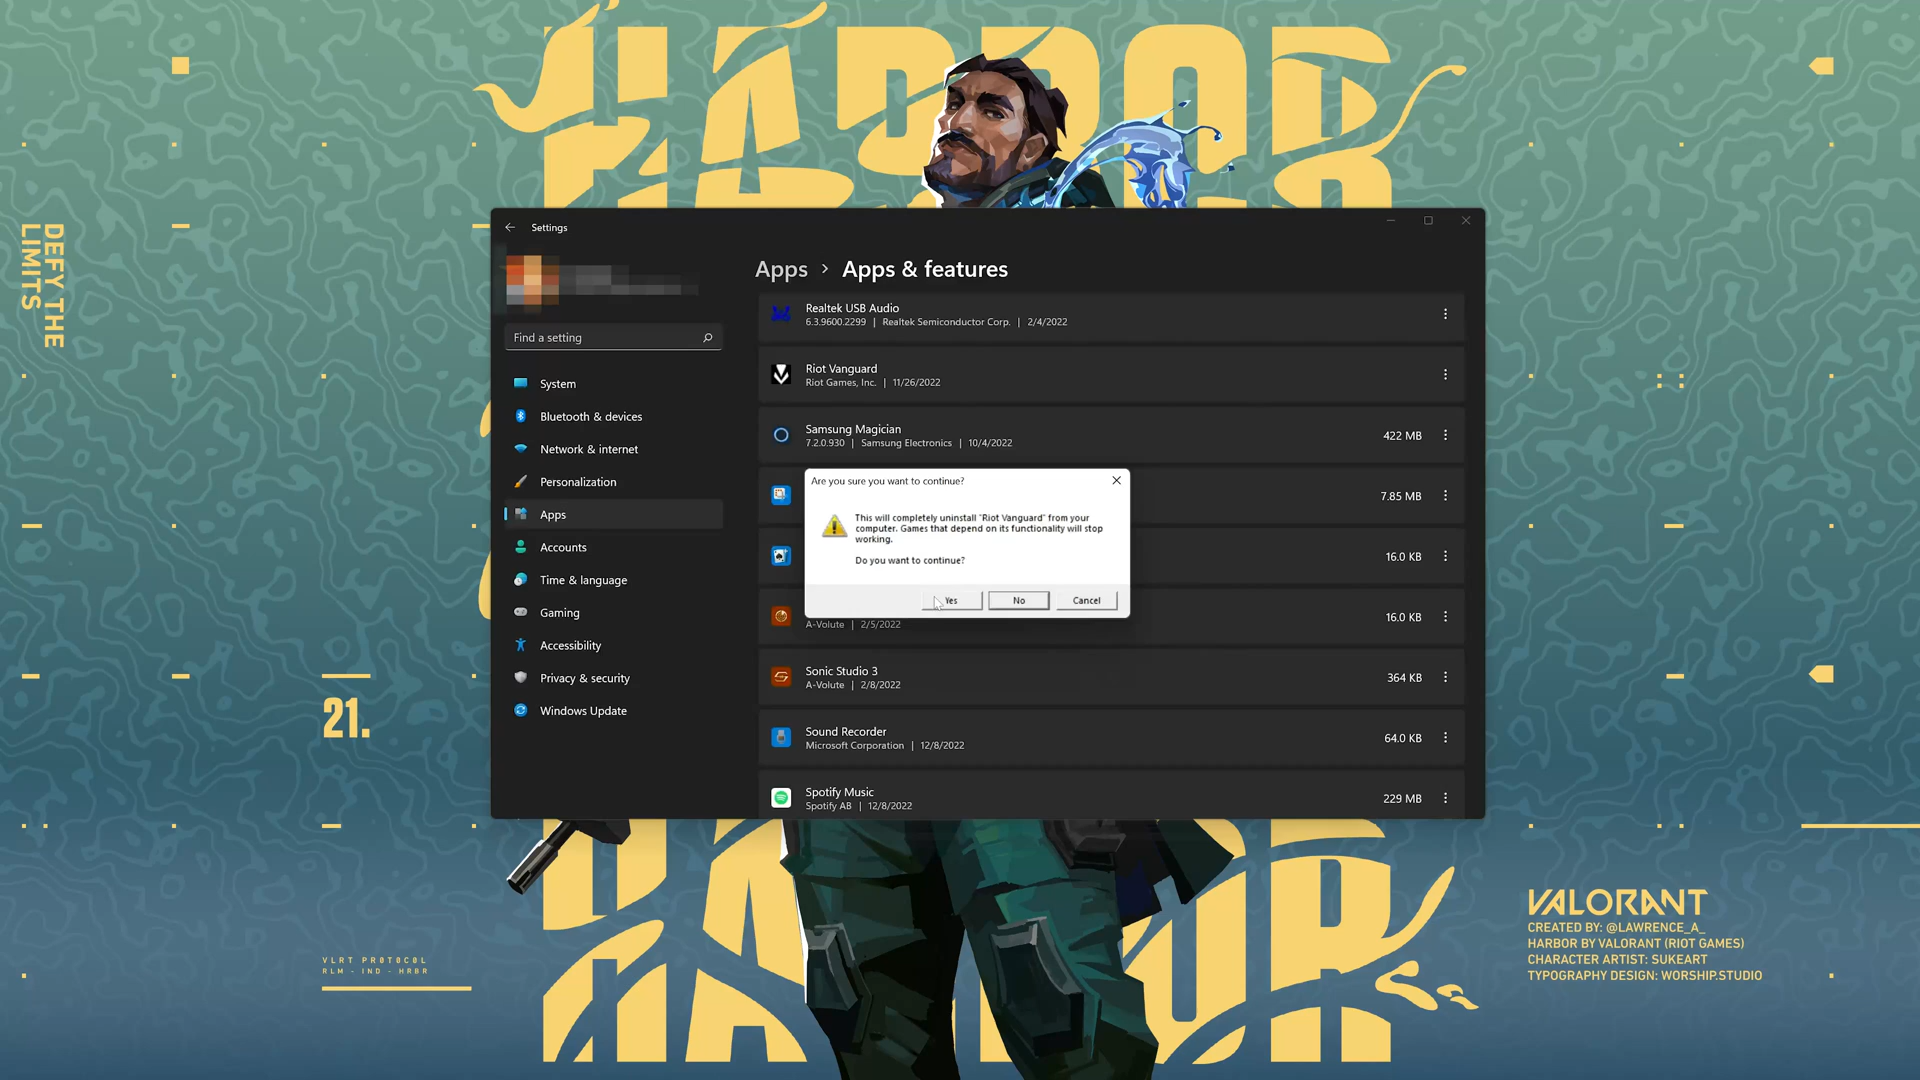 HARBOR
DEFY THE
LIMITS
Settings
Find a setting
System
Bluetooth & devices
Network & internet
Personalization
Apps
Accounts
Time & language
Gaming
Accessibility
Privacy & security
Windows Update
Apps > Apps & features
Realtek USB Audio
6.3.9600.2299 | Realtek Semiconductor Corp. | 2/4/2022
Riot Vanguard
Riot Games, Inc. | 11/26/2022
Samsung Magician
7.2.0.930 | Samsung Electronics | 10/4/2022
422 MB
Are you sure you want to continue?
This will completely uninstall "Riot Vanguard" from your
computer. Games that depend on its functionality will stop
working.
Do you want to continue?
Yes
No
Cancel
7.85 MB
16.0 KB
A-Volute | 2/5/2022
16.0 KB
Sonic Studio 3
A-Volute | 2/8/2022
364 KB
Sound Recorder
Microsoft Corporation | 12/8/2022
64.0 KB
Spotify Music
Spotify AB | 12/8/2022
229 MB
21.
VLRT PR0T0C0L
RLM - IND - HRBR
HARBOR
VALORANT
CREATED BY: @LAWRENCE_A_
HARBOR BY VALORANT (RIOT GAMES)
CHARACTER ARTIST: SUKEART
TYPOGRAPHY DESIGN: WORSHIP.STUDIO